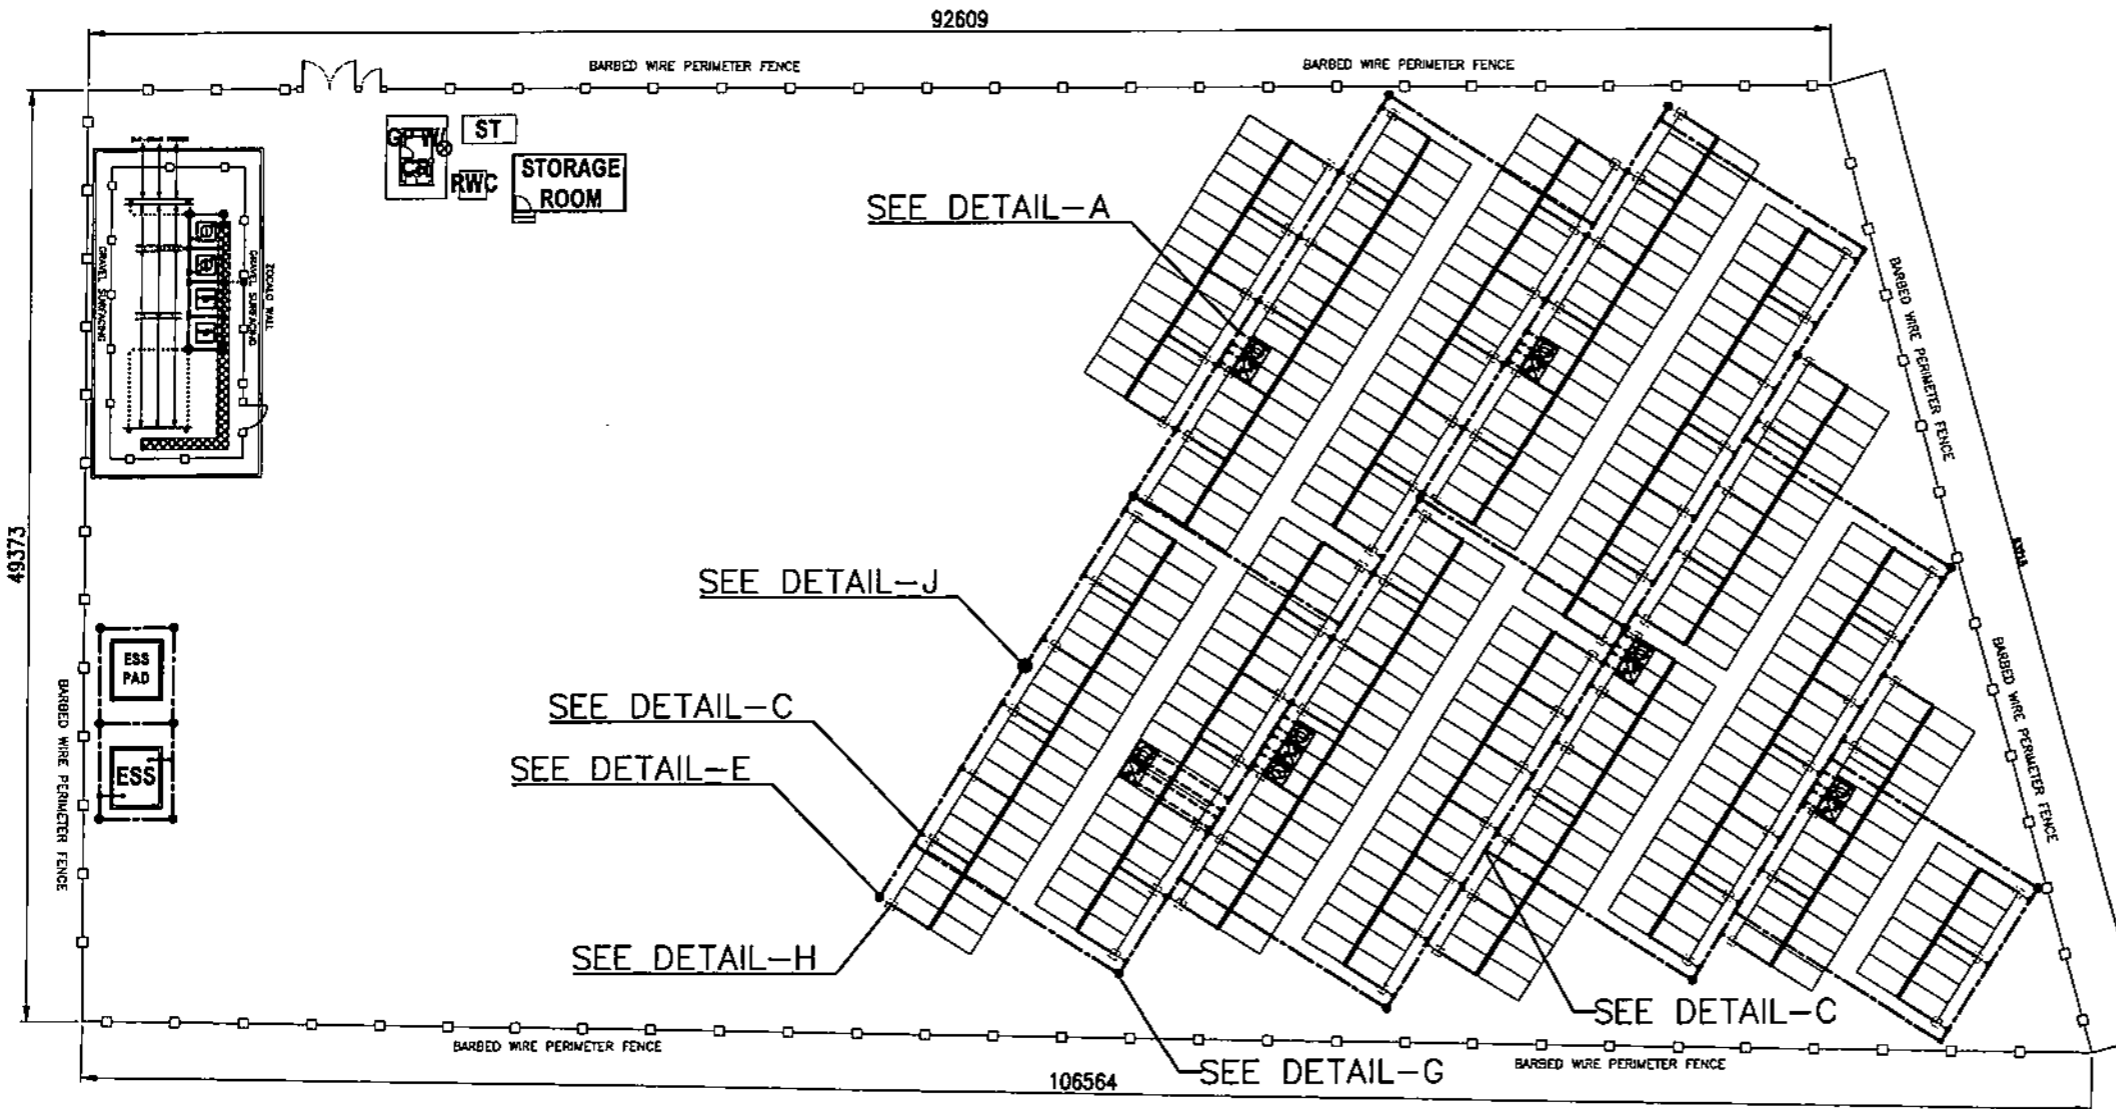 92609
BARBED WIRE PERIMETER FENCE
BARBED WIRE PERIMETER FENCE
ST
STORAGE
ROOM
RWC
SEE DETAIL-A
GRAVEL SURFACING
GRAVEL SURFACING
ZOCALO WALL
BARBED WIRE PERIMETER FENCE
49373
SEE DETAIL-J
ESS
PAD
SEE DETAIL-C
ESS
SEE DETAIL-E
BARBED WIRE PERIMETER FENCE
BARBED WIRE PERIMETER FENCE
SEE DETAIL-H
SEE DETAIL-C
BARBED WIRE PERIMETER FENCE
SEE DETAIL-G
BARBED WIRE PERIMETER FENCE
106564